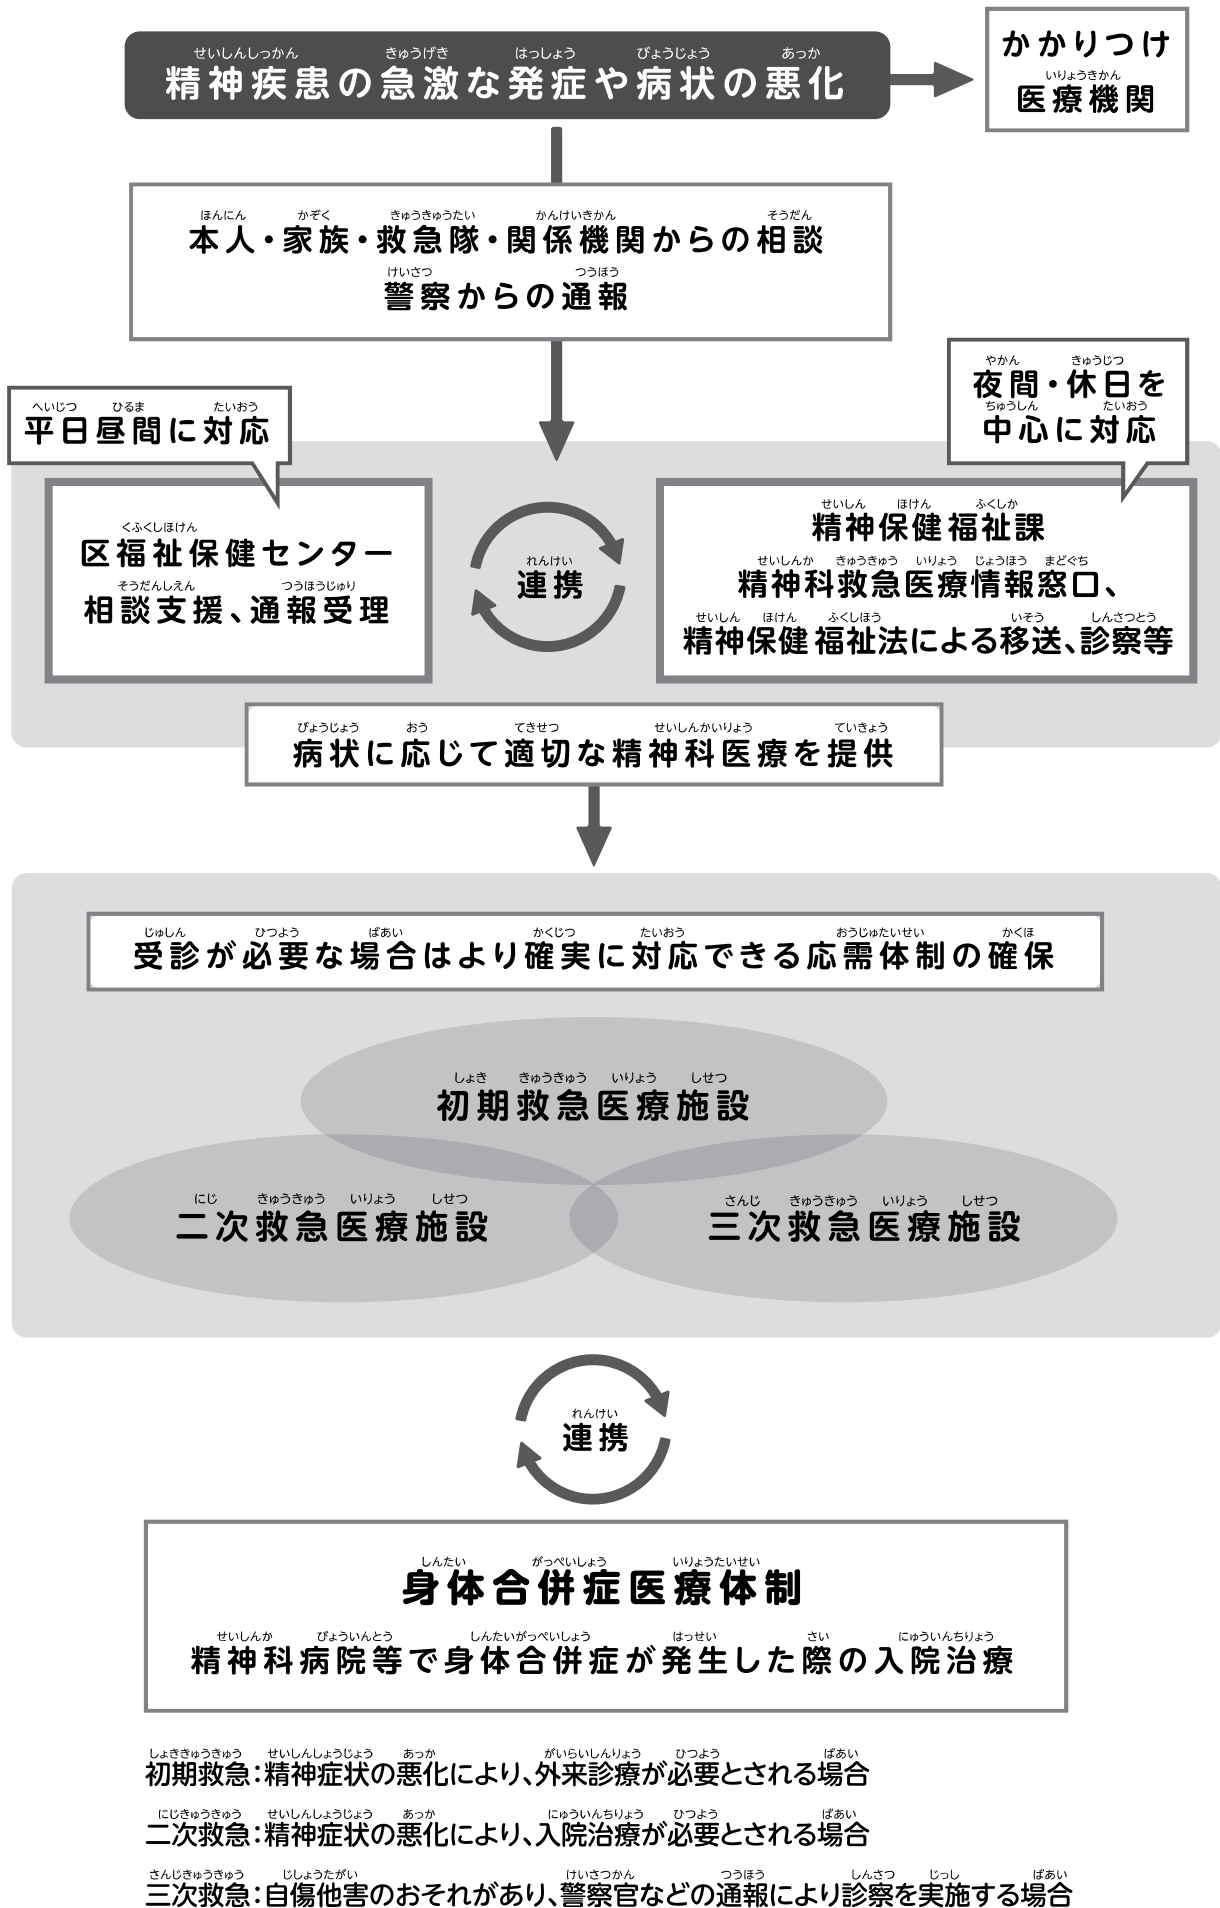 せいしんしっかん きゅうげき はっしょう びょうじょう あっか
精神疾患の急激な発症や病状の悪化
かかりつけ
いりょうきかん
医療機関
ほんにん かぞく きゅうきゅうたい かんけいきかん そうだん
本人・家族・救急隊・関係機関からの相談
けいさつ つうほう
警察からの通報
へいじつ ひるま たいおう
平日昼間に対応
やかん きゅうじつ
夜間・休日を
ちゅうしん たいおう
中心に対応
くふくしほけん
区福祉保健センター
そうだんしえん つうほうじゅり
相談支援、通報受理
れんけい
連携
せいしん ほけん ふくしか
精神保健福祉課
せいしんか きゅうきゅう いりょう じょうほう まどぐち
精神科救急医療情報窓口、
せいしん ほけん ふくしほう いそう しんさつとう
精神保健福祉法による移送、診察等
びょうじょう おう てきせつ せいしんかいりょう ていきょう
病状に応じて適切な精神科医療を提供
じゅしん ひつよう ばあい かくじつ たいおう おうじゅたいせい かくほ
受診が必要な場合はより確実に対応できる応需体制の確保
しょき きゅうきゅう いりょう しせつ
初期救急医療施設
にじ きゅうきゅう いりょう しせつ
二次救急医療施設
さんじ きゅうきゅう いりょう しせつ
三次救急医療施設
れんけい
連携
しんたい がっぺいしょう いりょうたいせい
身体合併症医療体制
せいしんか びょういんとう しんたいがっぺいしょう はっせい さい にゅういんちりょう
精神科病院等で身体合併症が発生した際の入院治療
しょききゅうきゅう せいしんしょうじょう あっか がいらいしんりょう ひつよう ばあい
初期救急：精神症状の悪化により、外来診療が必要とされる場合
にじきゅうきゅう せいしんしょうじょう あっか にゅういんちりょう ひつよう ばあい
二次救急：精神症状の悪化により、入院治療が必要とされる場合
さんじきゅうきゅう じしょうたがい けいさつかん つうほう しんさつ じっし ばあい
三次救急：自傷他害のおそれがあり、警察官などの通報により診察を実施する場合